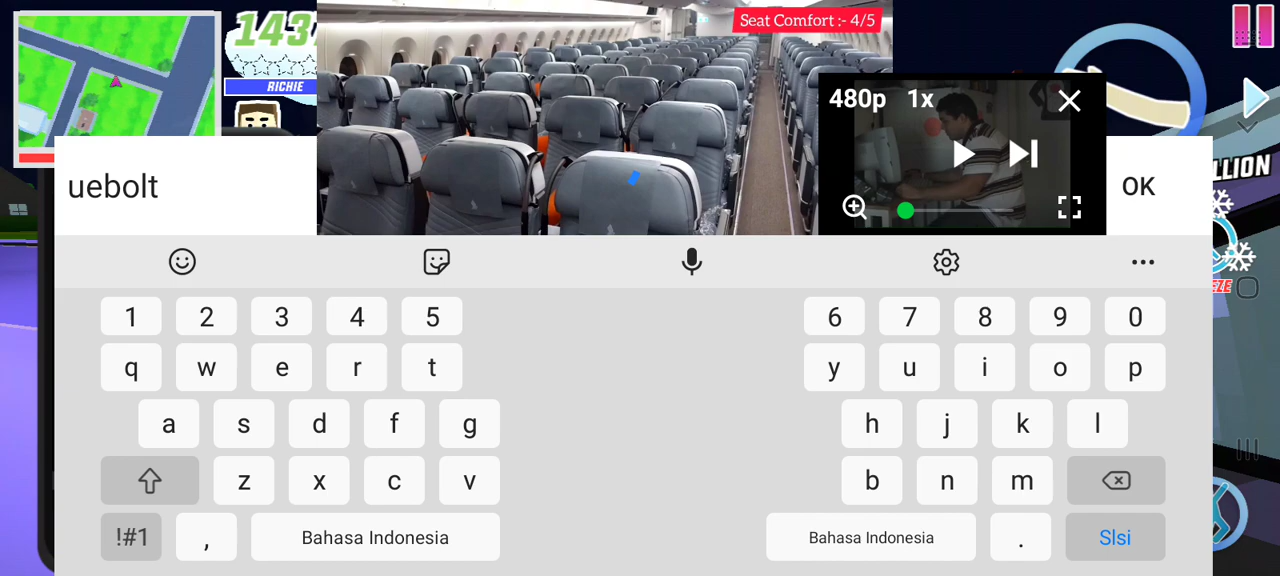 1437
RICHIE
Seat Comfort :- 4/5
480p 1x
uebolt
OK
LLION
EZE
1 2 3 4 5 6 7 8 9 0
q w e r t y u i o p
a s d f g h j k l
z x c v b n m
!#1 , Bahasa Indonesia Bahasa Indonesia . Slsi